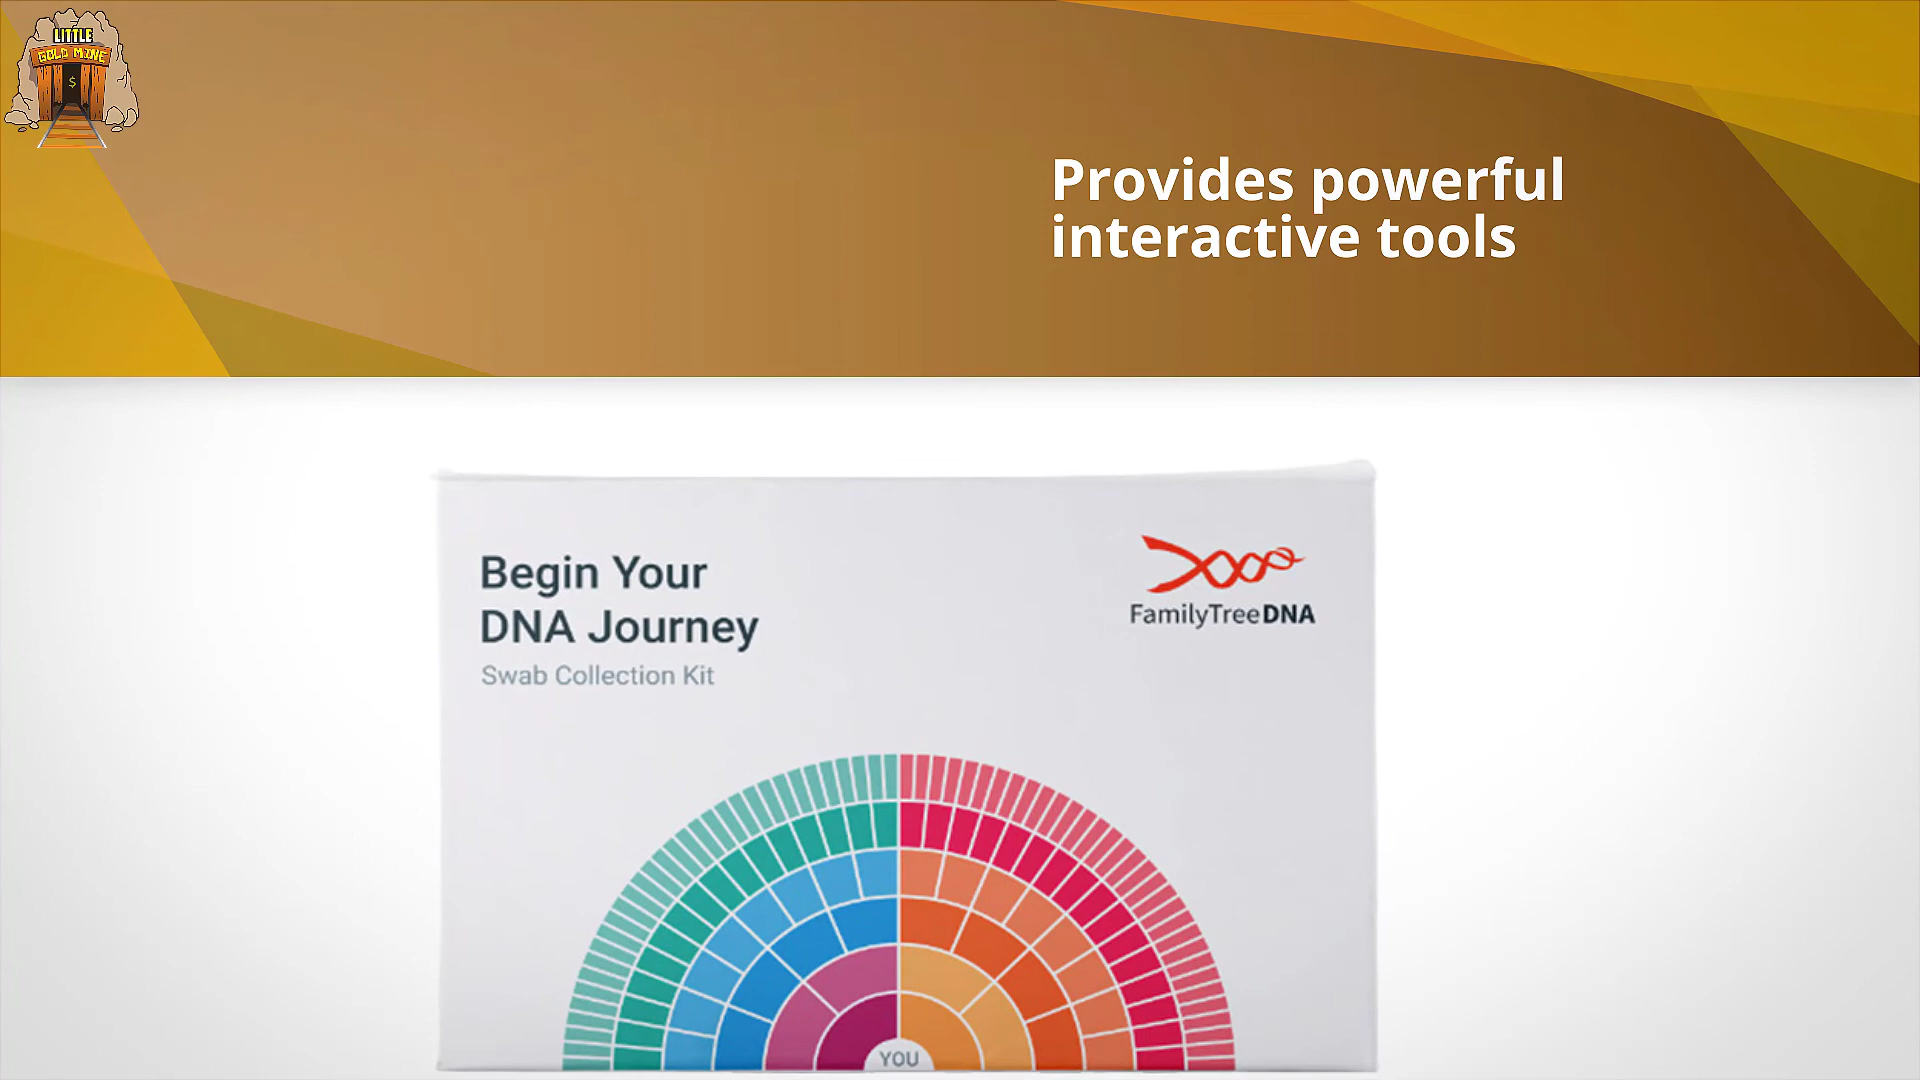 LITTLE
GOLD MINE
$
Provides powerful
interactive tools
Begin Your
DNA Journey
Swab Collection Kit
FamilyTreeDNA
YOU